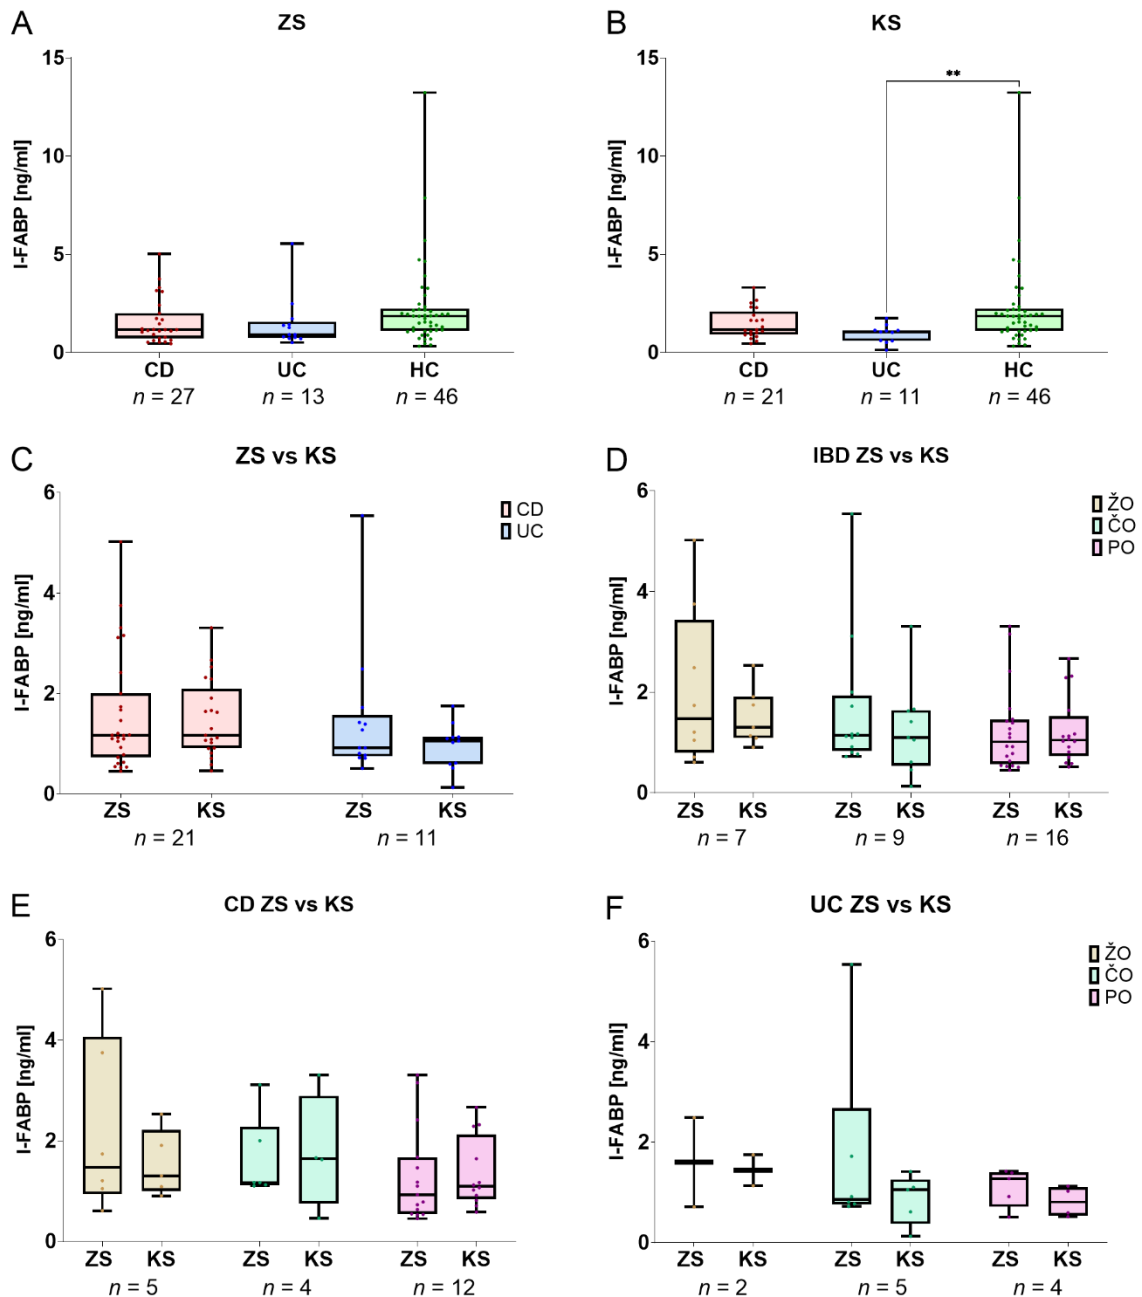 A
ZS
I-FABP [ng/ml]
15
10
5
0
CD
UC
HC
n = 27
n = 13
n = 46
B
KS
I-FABP [ng/ml]
15
10
5
0
**
CD
UC
HC
n = 21
n = 11
n = 46
C
ZS vs KS
I-FABP [ng/ml]
6
4
2
0
CD
UC
ZS
KS
ZS
KS
n = 21
n = 11
D
IBD ZS vs KS
I-FABP [ng/ml]
6
4
2
0
ŽO
ČO
PO
ZS
KS
ZS
KS
ZS
KS
n = 7
n = 9
n = 16
E
CD ZS vs KS
I-FABP [ng/ml]
6
4
2
0
ZS
KS
ZS
KS
ZS
KS
n = 5
n = 4
n = 12
F
UC ZS vs KS
I-FABP [ng/ml]
6
4
2
0
ŽO
ČO
PO
ZS
KS
ZS
KS
ZS
KS
n = 2
n = 5
n = 4